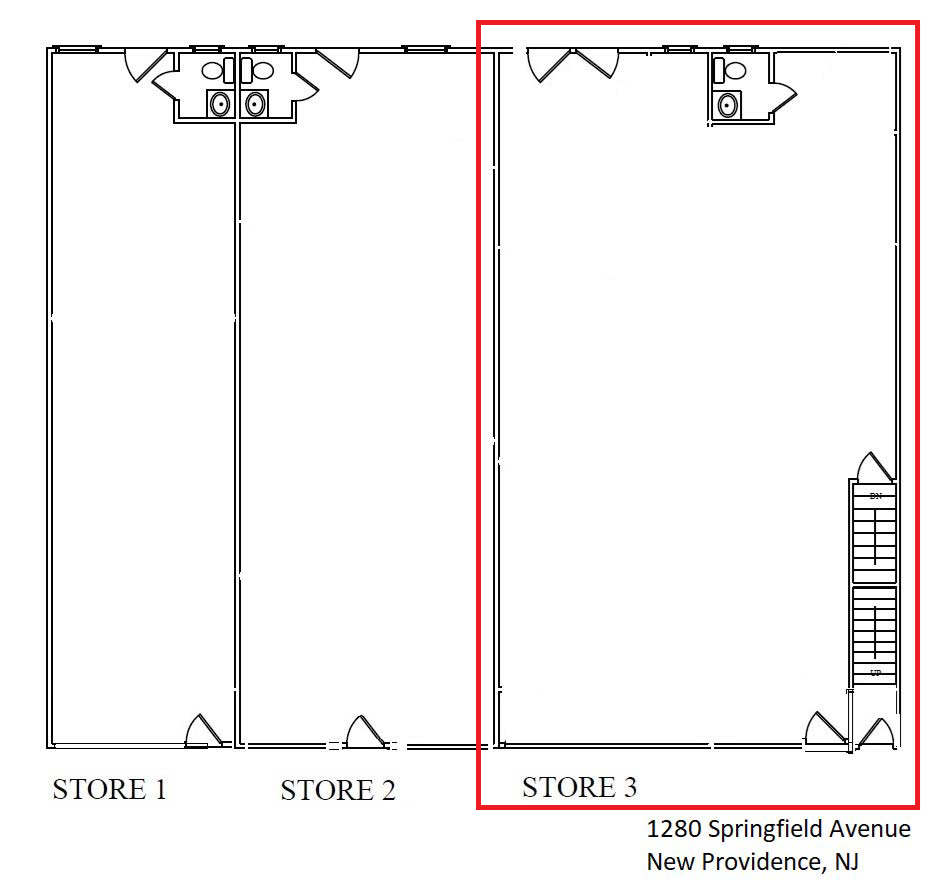 DN
UP
STORE 1
STORE 2
STORE 3
1280 Springfield Avenue
New Providence, NJ